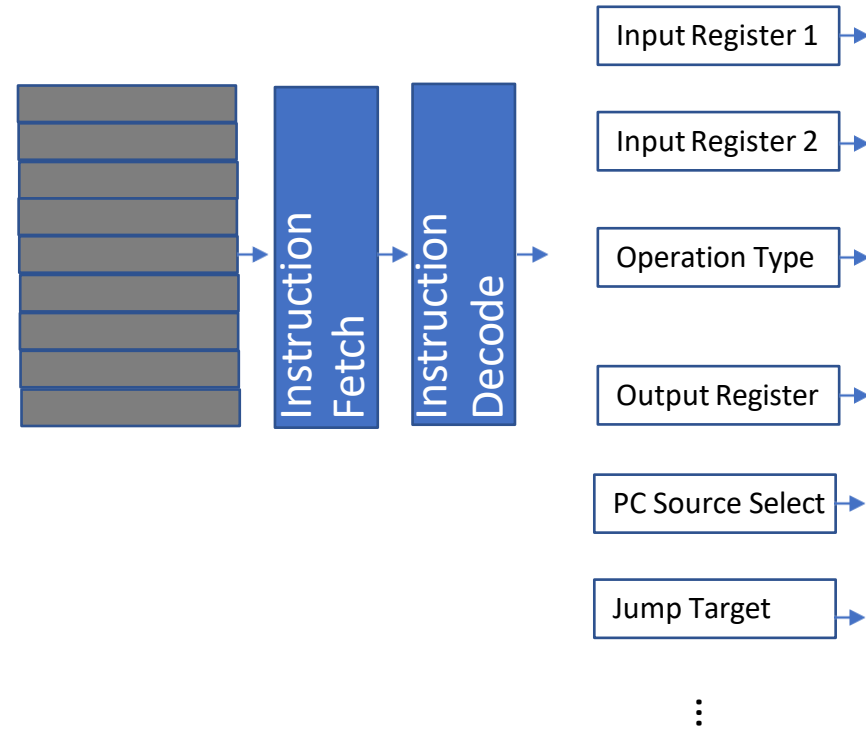 Input Register 1
Input Register 2
Instruction
Fetch
Instruction
Decode
Operation Type
Output Register
PC Source Select
Jump Target
...